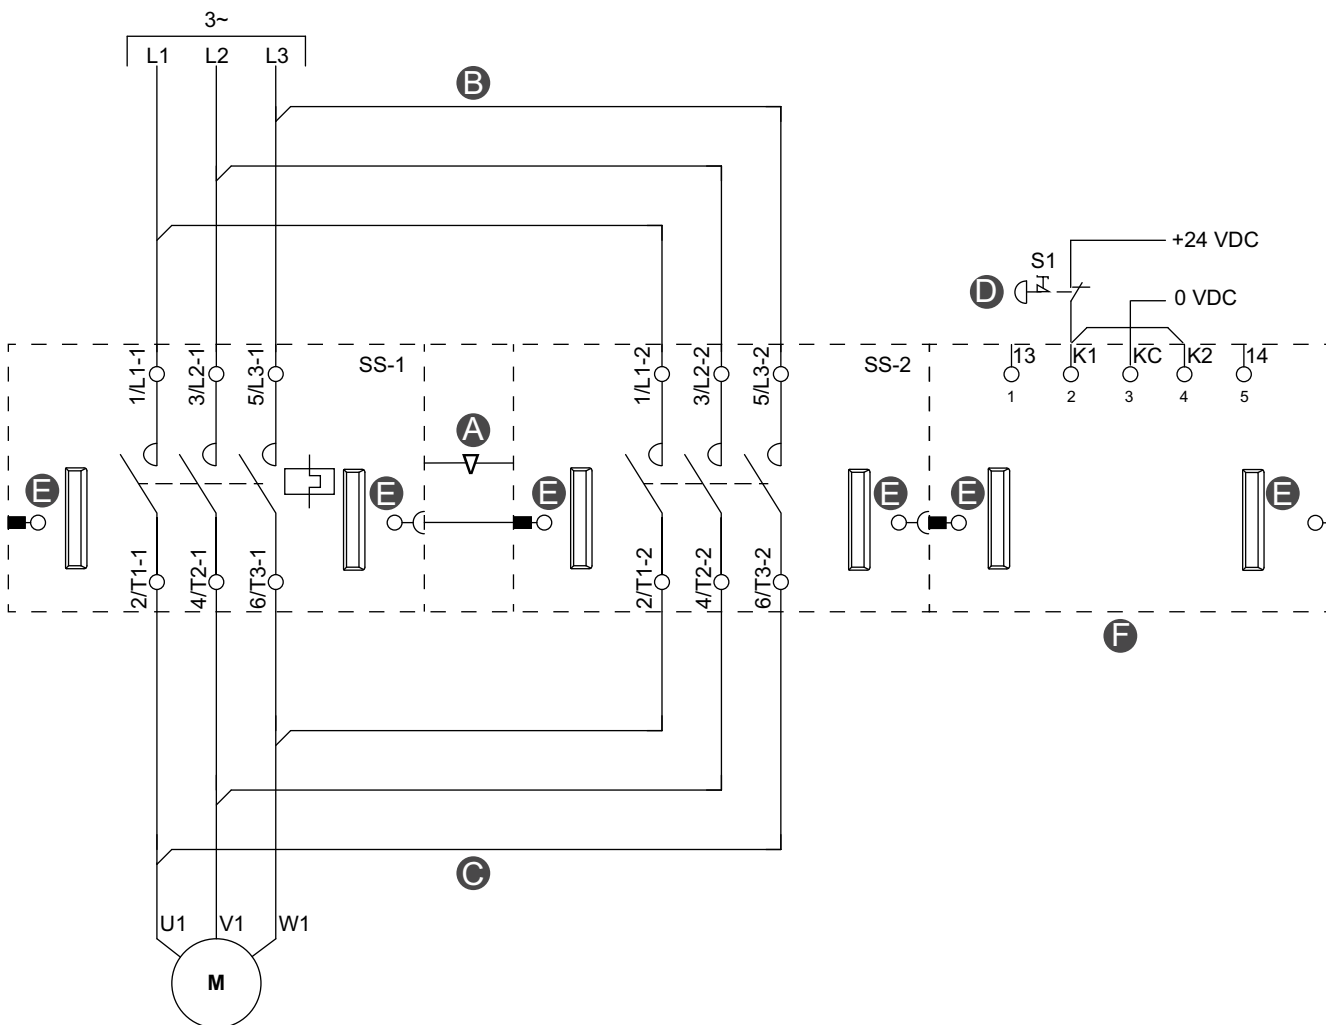 3~
L1 L2 L3
B
+24 VDC
S1
D
0 VDC
1/L1-1
3/L2-1
5/L3-1
SS-1
1/L1-2
3/L2-2
5/L3-2
SS-2
13 K1 KC K2 14
1 2 3 4 5
A
E E E E E E
2/T1-1
4/T2-1
6/T3-1
2/T1-2
4/T2-2
6/T3-2
F
C
U1 V1 W1
M